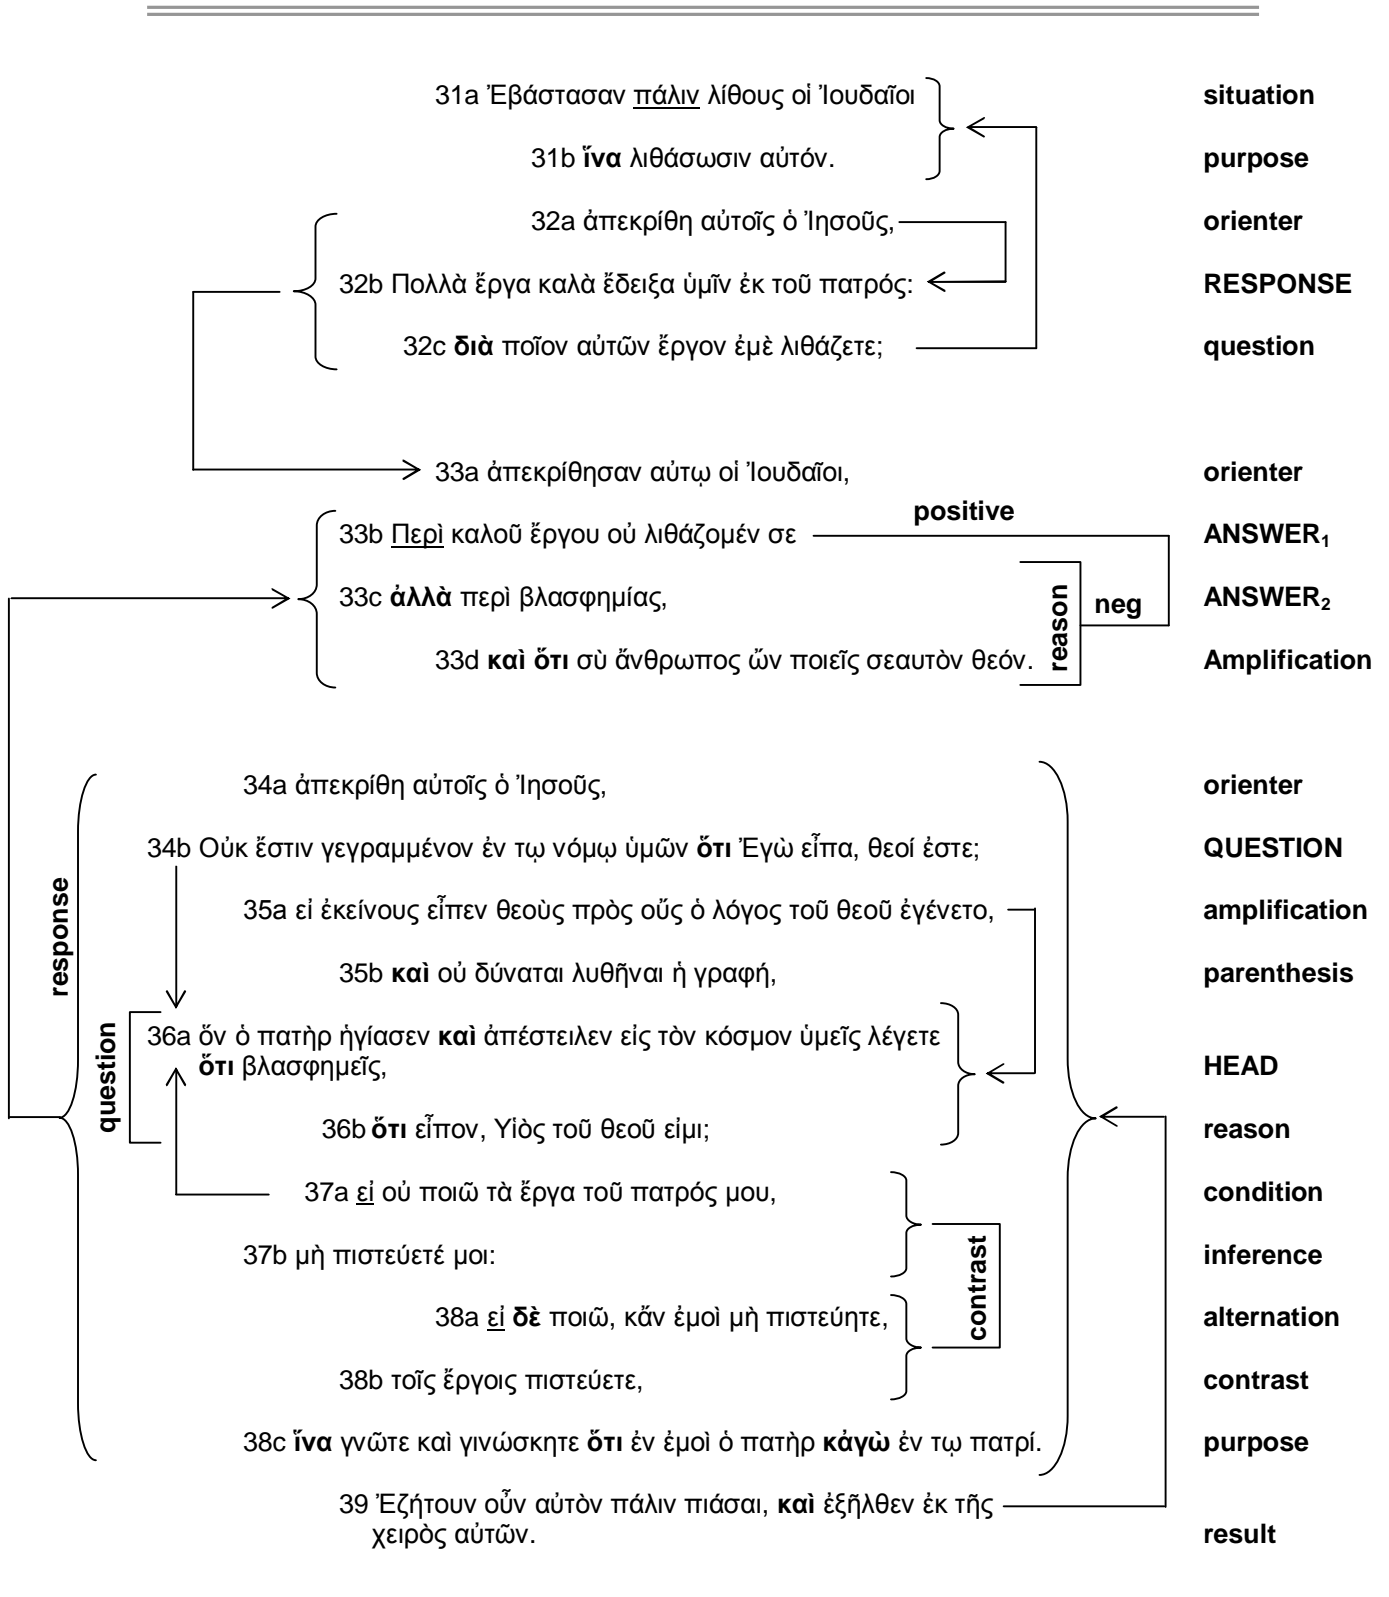 31a Ἐβάστασαν πάλιν λίθους οἱ Ἰουδαῖοι situation
31b ἵνα λιθάσωσιν αὐτόν. purpose
32a ἀπεκρίθη αὐτοῖς ὁ Ἰησοῦς, orienter
32b Πολλὰ ἔργα καλὰ ἔδειξα ὑμῖν ἐκ τοῦ πατρός: RESPONSE
32c διὰ ποῖον αὐτῶν ἔργον ἐμὲ λιθάζετε; question
33a ἀπεκρίθησαν αὐτῳ οἱ Ἰουδαῖοι, orienter
positive
33b Περὶ καλοῦ ἔργου οὐ λιθάζομέν σε ANSWER1
33c ἀλλὰ περὶ βλασφημίας, neg ANSWER2
reason
33d καὶ ὅτι σὺ ἄνθρωπος ὤν ποιεῖς σεαυτὸν θεόν. Amplification
34a ἀπεκρίθη αὐτοῖς ὁ Ἰησοῦς, orienter
34b Οὐκ ἔστιν γεγραμμένον ἐν τῳ νόμῳ ὑμῶν ὅτι Ἐγὼ εἶπα, θεοί ἐστε; QUESTION
response
35a εἰ ἐκείνους εἶπεν θεοὺς πρὸς οὓς ὁ λόγος τοῦ θεοῦ ἐγένετο, amplification
35b καὶ οὐ δύναται λυθῆναι ἡ γραφή, parenthesis
question
36a ὅν ὁ πατὴρ ἡγίασεν καὶ ἀπέστειλεν εἰς τὸν κόσμον ὑμεῖς λέγετε
ὅτι βλασφημεῖς, HEAD
36b ὅτι εἶπον, Υἱὸς τοῦ θεοῦ εἰμι; reason
37a εἰ οὐ ποιῶ τὰ ἔργα τοῦ πατρός μου, condition
37b μὴ πιστεύετέ μοι: inference
contrast
38a εἰ δὲ ποιῶ, κἄν ἐμοὶ μὴ πιστεύητε, alternation
38b τοῖς ἔργοις πιστεύετε, contrast
38c ἵνα γνῶτε καὶ γινώσκητε ὅτι ἐν ἐμοὶ ὁ πατὴρ κἀγὼ ἐν τῳ πατρί. purpose
39 Ἐζήτουν οὖν αὐτὸν πάλιν πιάσαι, καὶ ἐξῆλθεν ἐκ τῆς
χειρὸς αὐτῶν. result